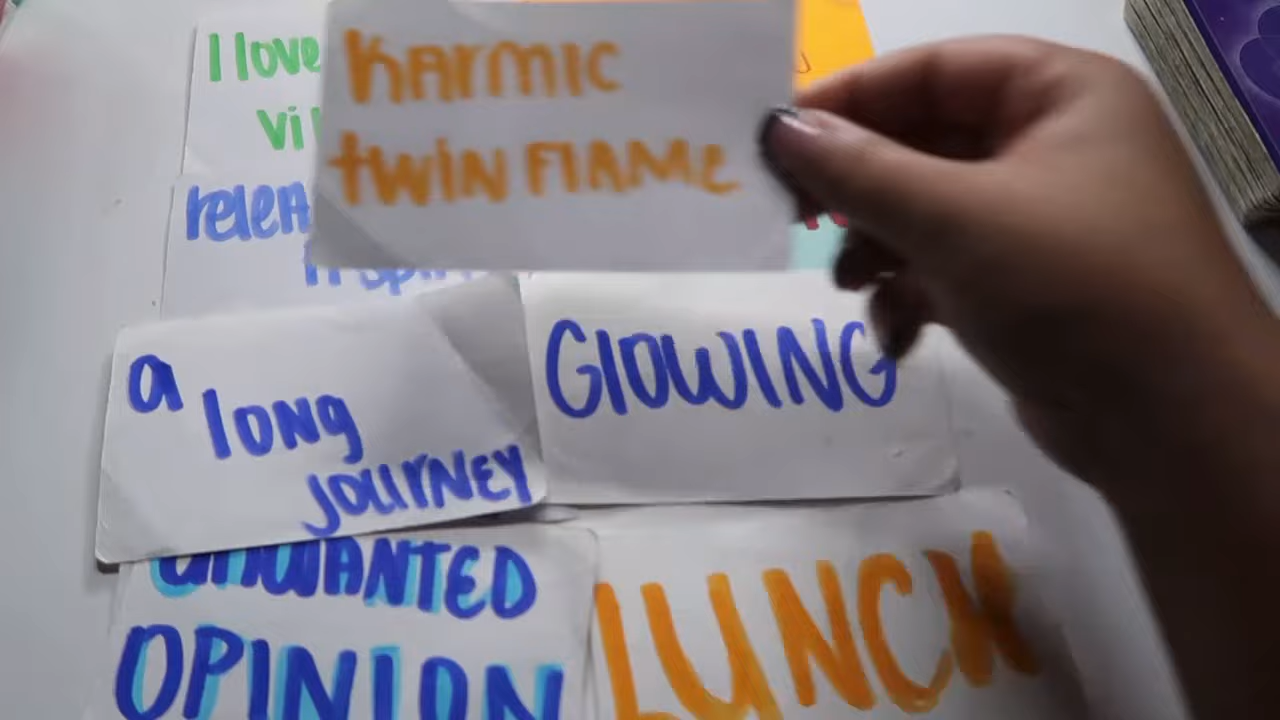 I love
KARMIC
TWIN FLAME
a
long
JOURNEY
GlOWING
UNWANTED
OPINION
LUNCH